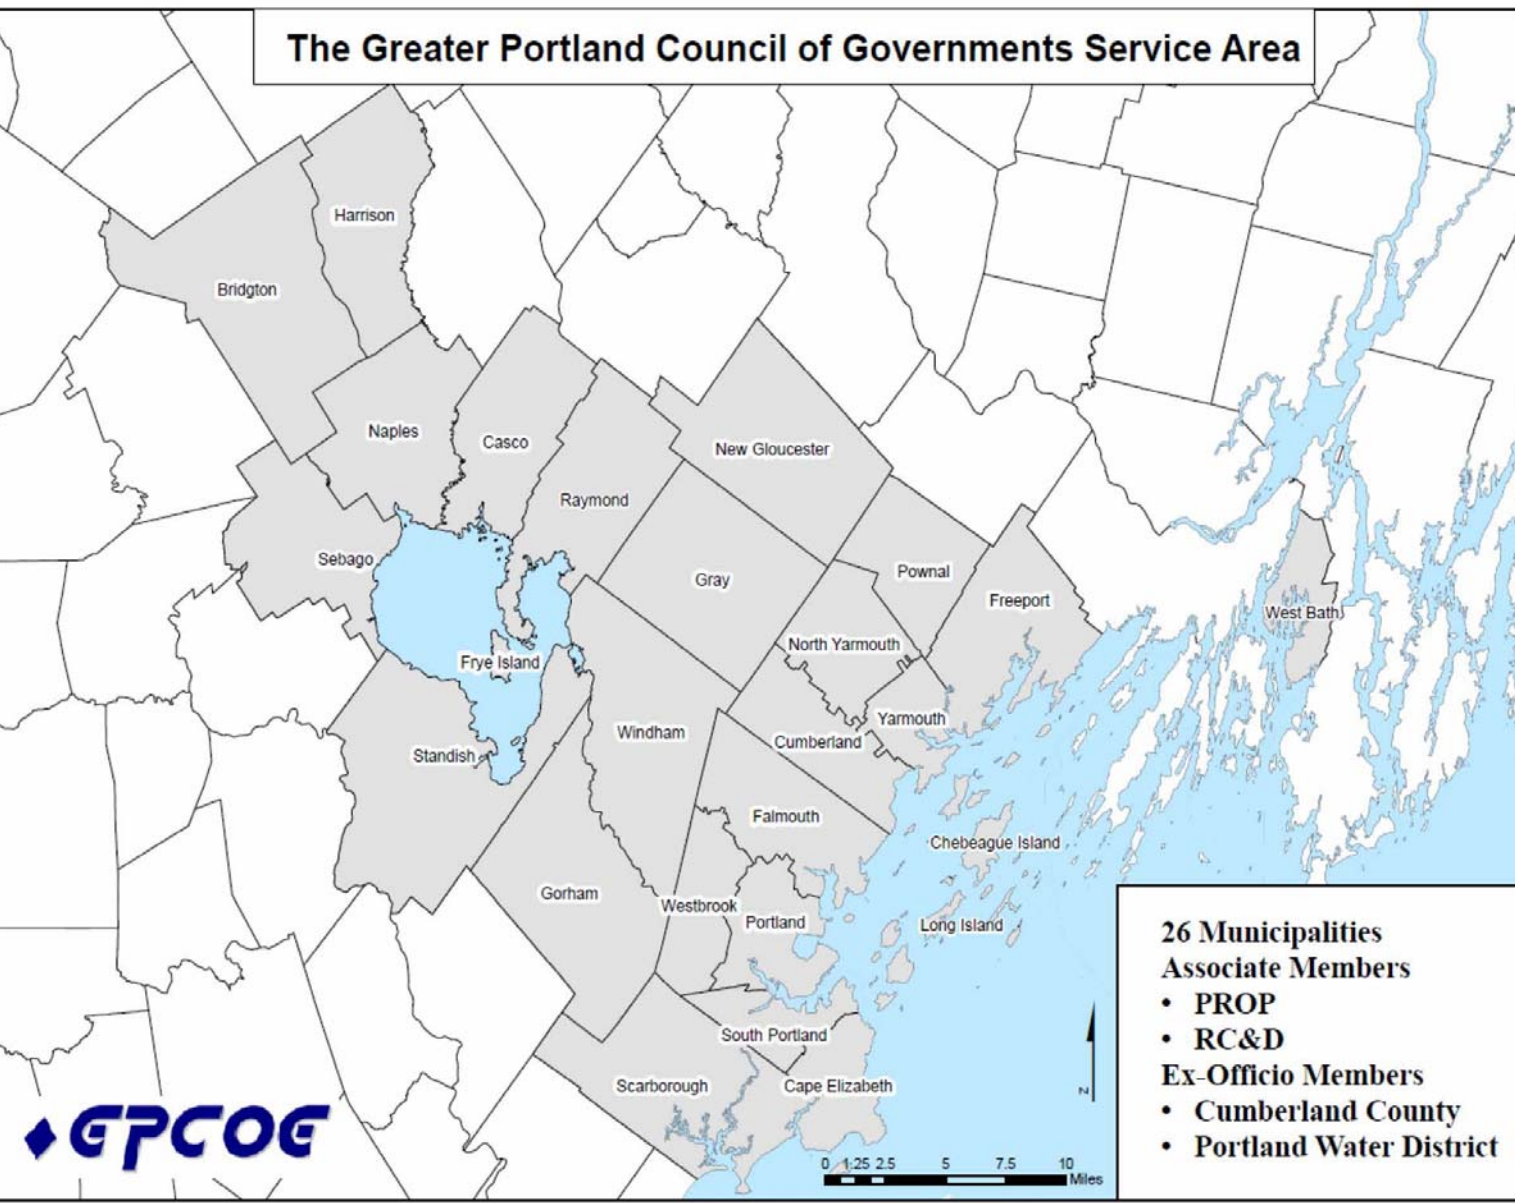 The Greater Portland Council of Governments Service Area
Harrison
Bridgton
Naples
Casco
New Gloucester
Raymond
Sebago
Gray
Pownal
Freeport
West Bath
North Yarmouth
Frye Island
Yarmouth
Windham
Cumberland
Standish
Falmouth
Chebeague Island
Gorham
Westbrook
Portland
Long Island
South Portland
Scarborough
Cape Elizabeth
26 Municipalities
Associate Members
• PROP
• RC&D
Ex-Officio Members
• Cumberland County
• Portland Water District
N
0 1.25 2.5 5 7.5 10
Miles
GPCOG